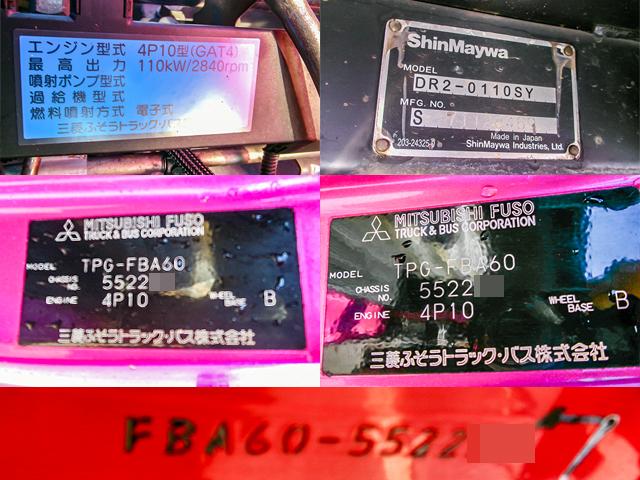 エンジン型式 4P10型(GAT4)
最高出力 110kW/2840rpm
噴射ポンプ型式
過給機型式
燃料噴射方式 電子式
三菱ふそうトラック・バス
ShinMaywa
MODEL
DR2-0110SY
MFG. NO.
S
Made in Japan
203-24325-0 ShinMaywa Industries, Ltd.
MITSUBISHI FUSO
TRUCK & BUS CORPORATION
MODEL TPG-FBA60
CHASSIS NO. 5522
ENGINE 4P10 WHEEL BASE B
三菱ふそうトラック・バス株式会社
MITSUBISHI FUSO
TRUCK & BUS CORPORATION
MODEL TPG-FBA60
CHASSIS NO. 5522
ENGINE 4P10 WHEEL BASE B
三菱ふそうトラック・バス株式会社
FBA60-5522